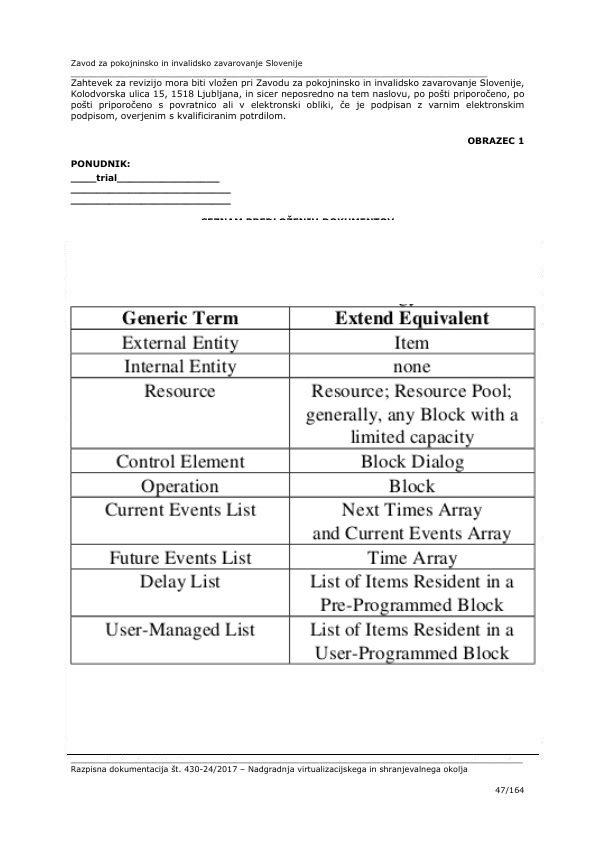 Zavod za pokojninsko in invalidsko zavarovanje Slovenije
Zahtevek za revizijo mora biti vložen pri Zavodu za pokojninsko in invalidsko zavarovanje Slovenije,
Kolodvorska ulica 15, 1518 Ljubljana, in sicer neposredno na tem naslovu, po pošti priporočeno, po
pošti priporočeno s povratnico ali v elektronski obliki, če je podpisan z varnim elektronskim
podpisom, overjenim s kvalificiranim potrdilom.
OBRAZEC 1
PONUDNIK:
____trial________________
SEZNAM PREDLOŽENIH DOKUMENTOV
Generic Term Extend Equivalent
External Entity Item
Internal Entity none
Resource Resource; Resource Pool;
generally, any Block with a
limited capacity
Control Element Block Dialog
Operation Block
Current Events List Next Times Array
and Current Events Array
Future Events List Time Array
Delay List List of Items Resident in a
Pre-Programmed Block
User-Managed List List of Items Resident in a
User-Programmed Block
Razpisna dokumentacija št. 430-24/2017 – Nadgradnja virtualizacijskega in shranjevalnega okolja
47/164